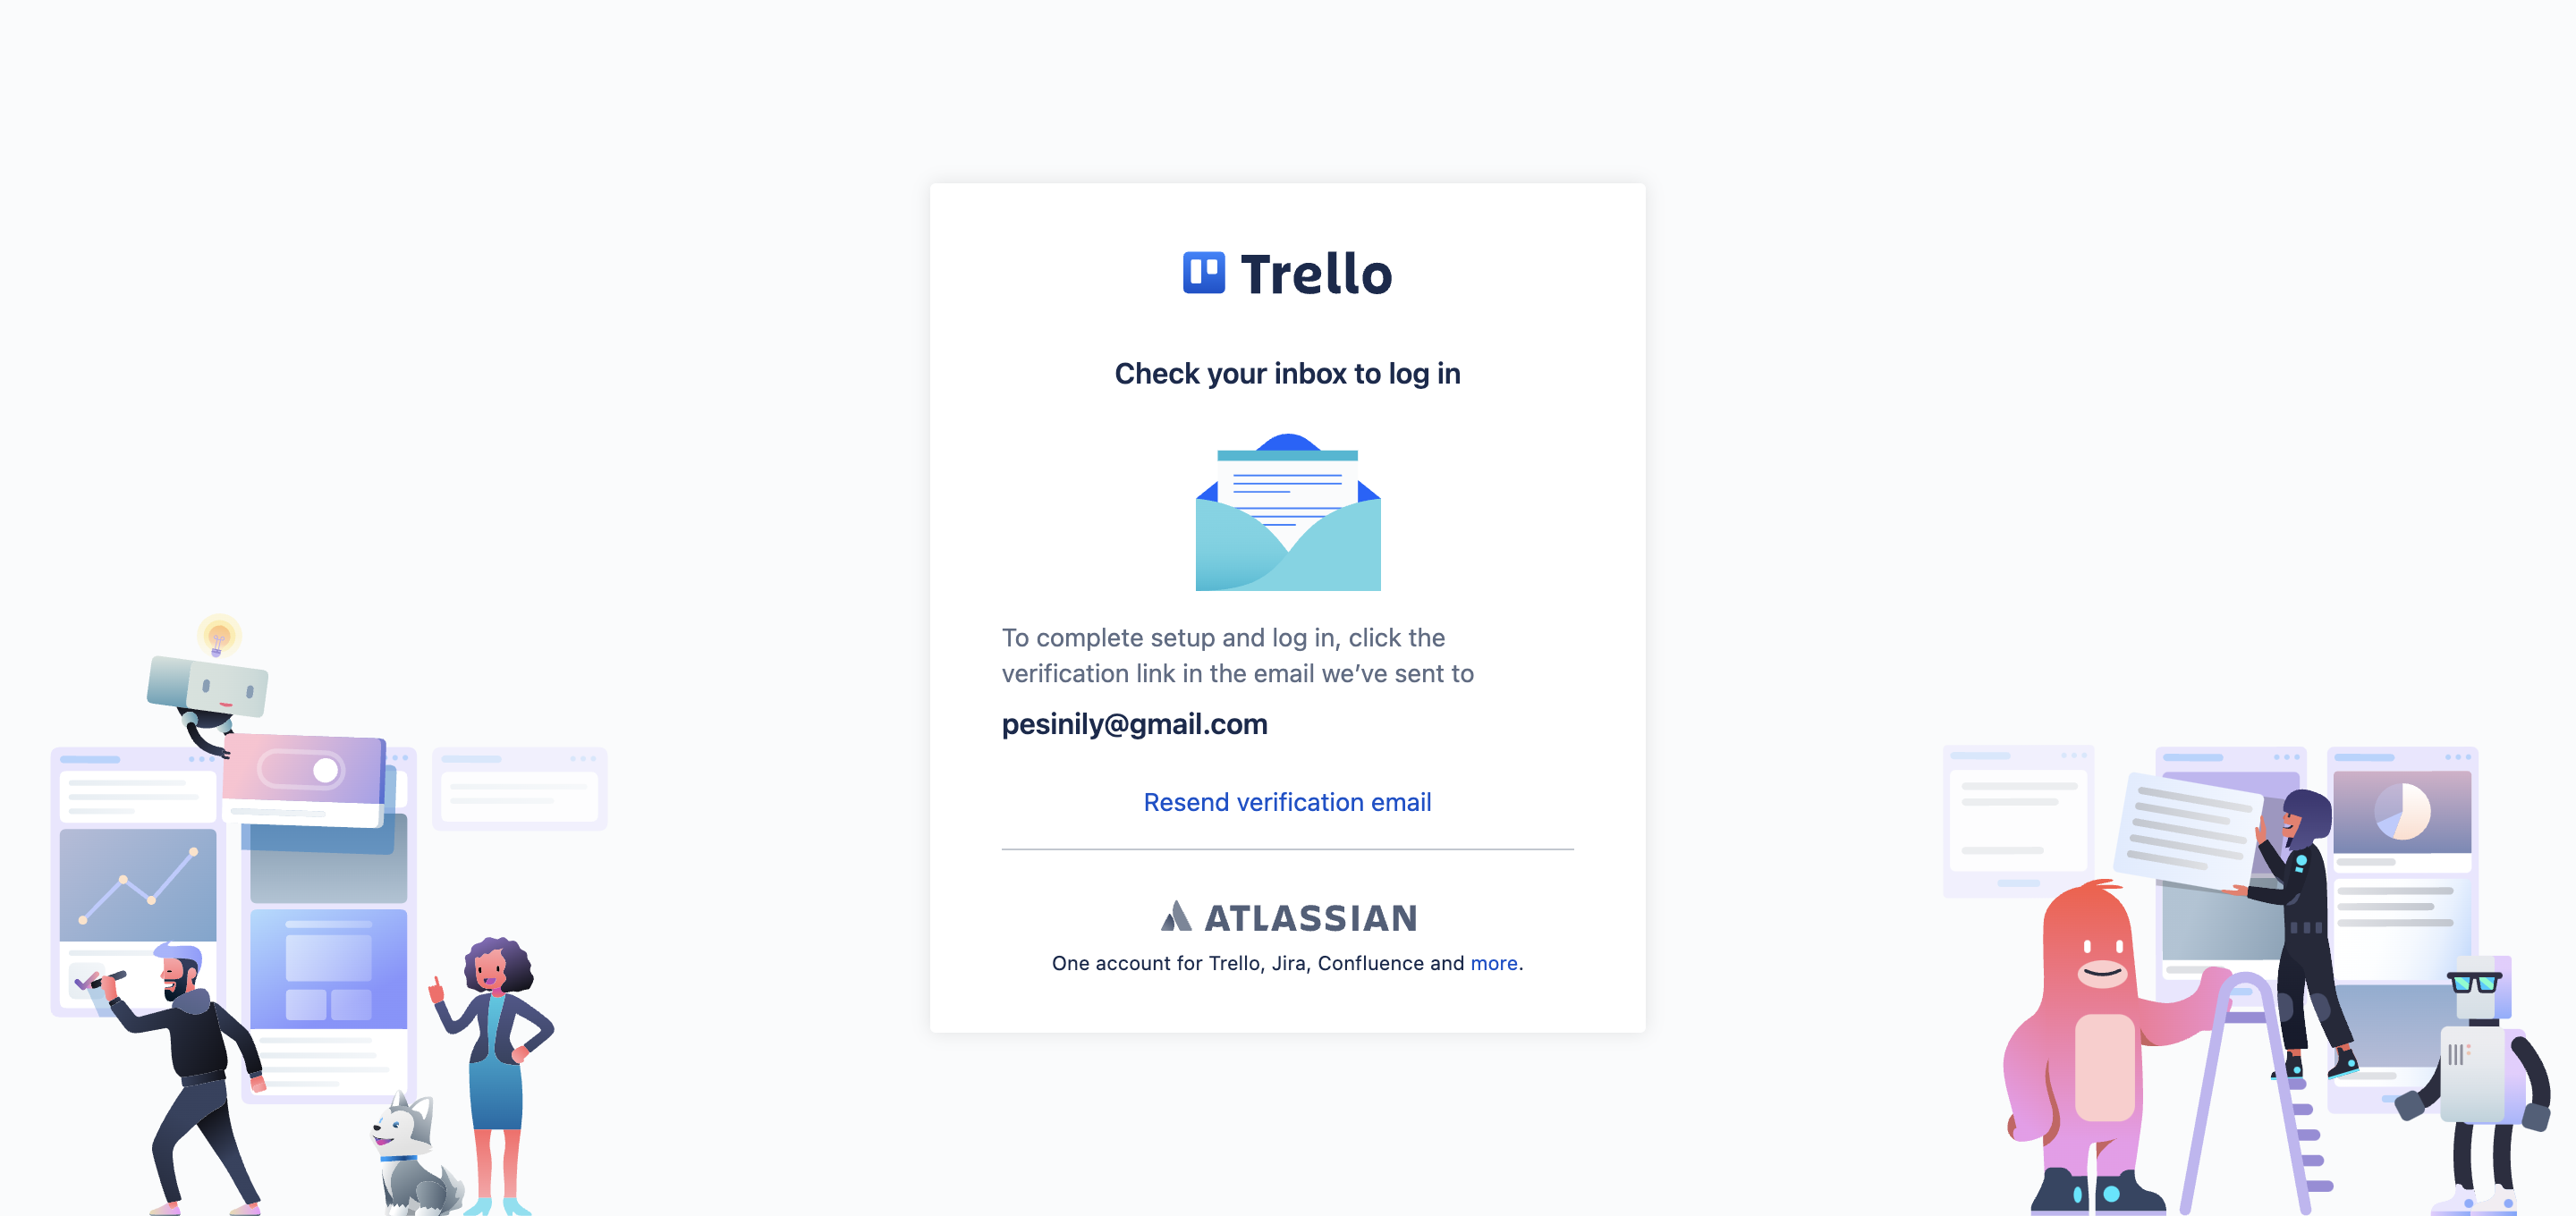 Trello
Check your inbox to log in
To complete setup and log in, click the
verification link in the email we’ve sent to
pesinily@gmail.com
Resend verification email
ATLASSIAN
One account for Trello, Jira, Confluence and more.